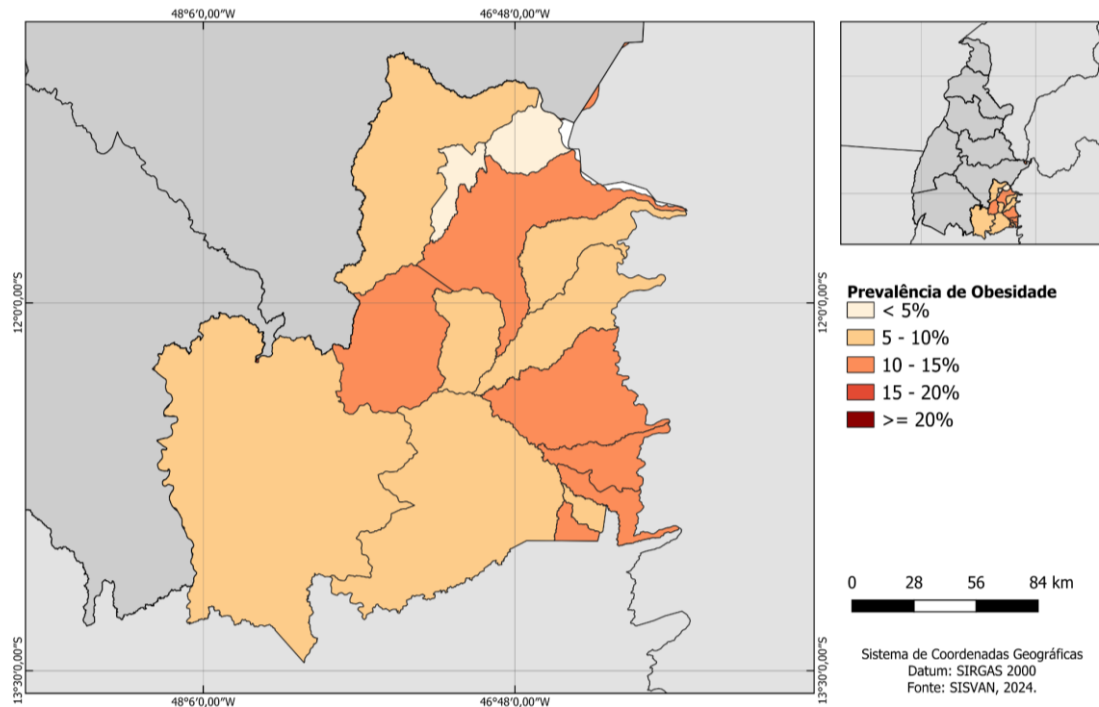 48°6′0,00″W
46°48′0,00″W
12°0′0,00″S
12°0′0,00″S
13°30′0,00″S
13°30′0,00″S
48°6′0,00″W
46°48′0,00″W
Prevalência de Obesidade
< 5%
5 - 10%
10 - 15%
15 - 20%
>= 20%
0 28 56 84 km
Sistema de Coordenadas Geográficas
Datum: SIRGAS 2000
Fonte: SISVAN, 2024.